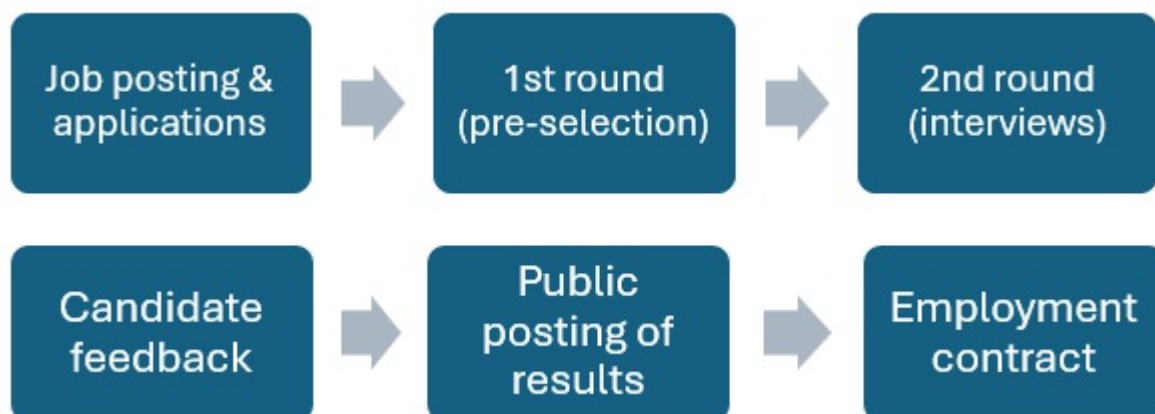 Job posting &
applications
1st round
(pre-selection)
2nd round
(interviews)
Candidate
feedback
Public
posting of
results
Employment
contract